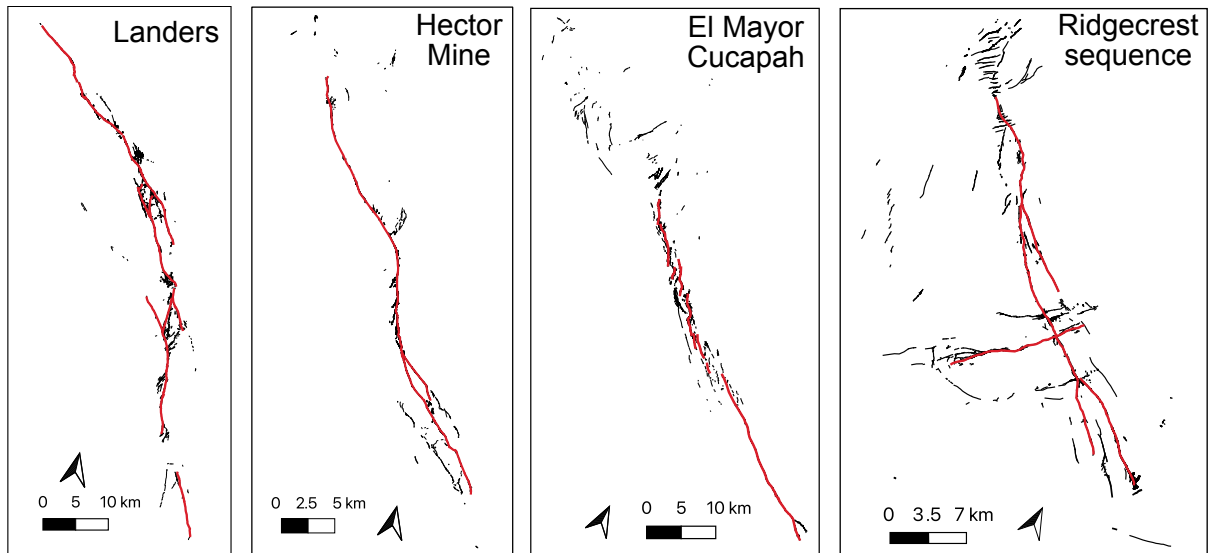 Landers
0 5 10 km
Hector
Mine
0 2.5 5 km
El Mayor
Cucapah
0 5 10 km
Ridgecrest
sequence
0 3.5 7 km